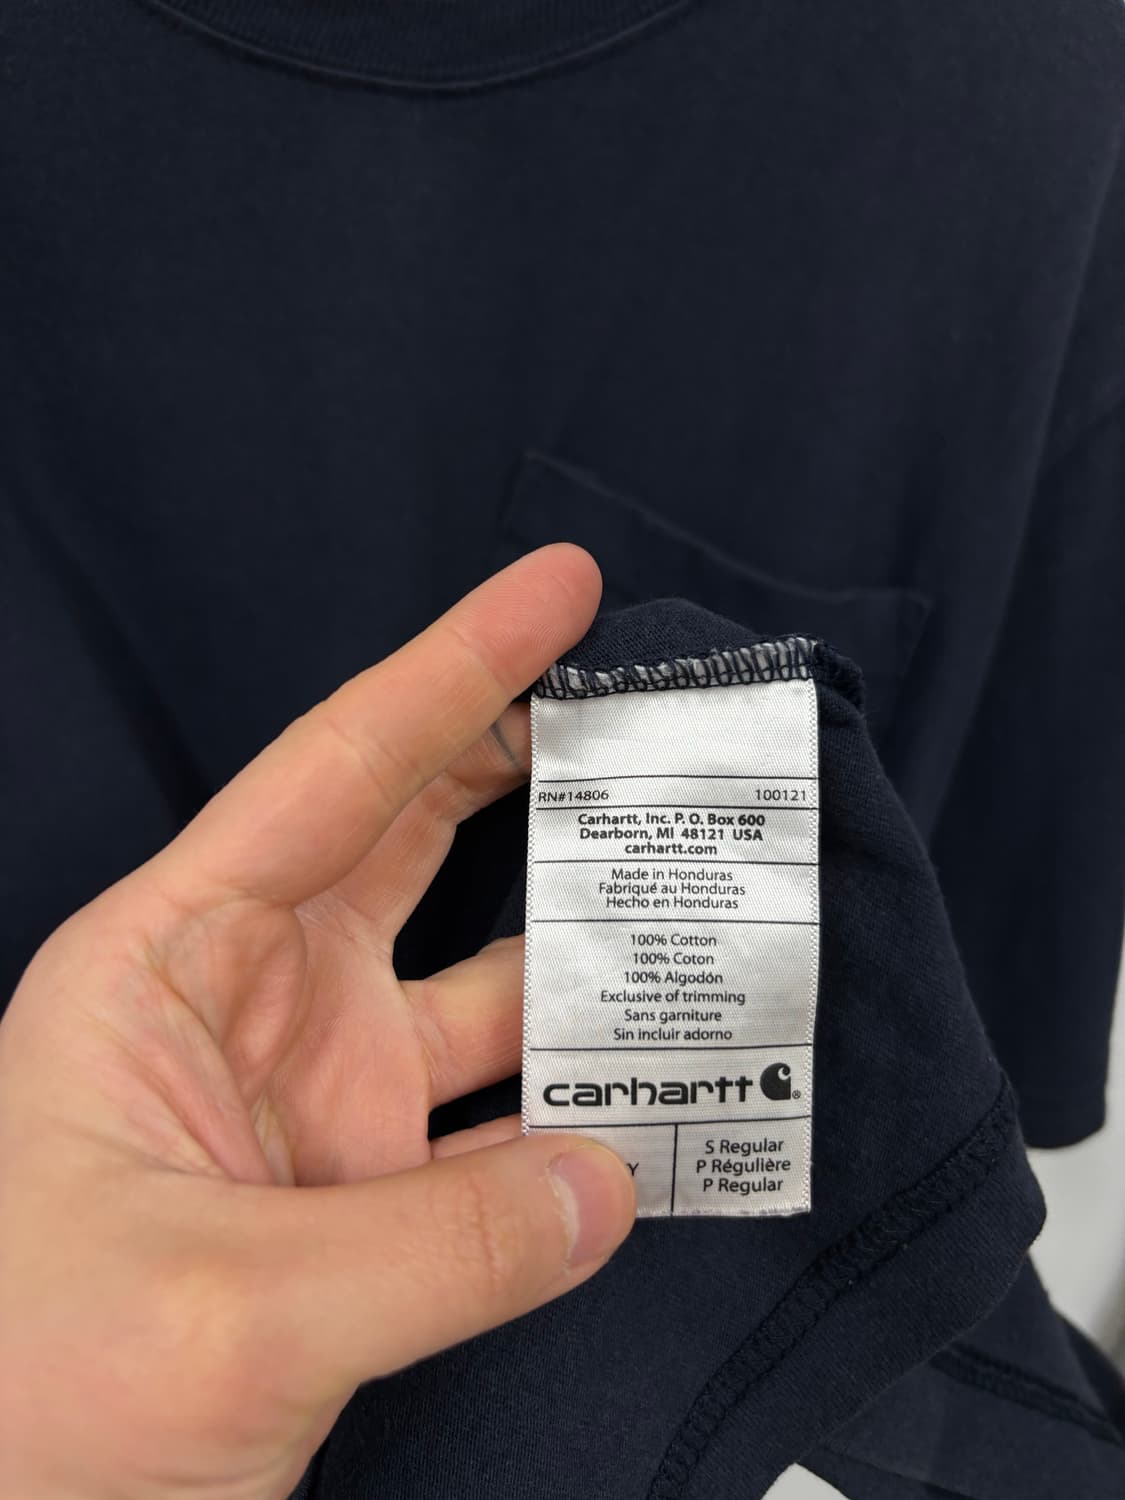 RN#14806 100121
Carhartt, Inc. P. O. Box 600
Dearborn, MI 48121 USA
carhartt.com
Made in Honduras
Fabriqué au Honduras
Hecho en Honduras
100% Cotton
100% Coton
100% Algodón
Exclusive of trimming
Sans garniture
Sin incluir adorno
carhartt
S Regular
P Régulière
P Regular